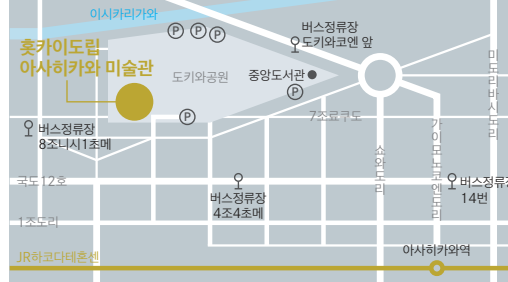 이시카리가와
P P P
버스정류장
도키와코엔 앞
홋카이도립
아사히카와 미술관
도키와공원
중앙도서관
P
미도리바시도리
P
7조료쿠도
버스정류장
8조니시1초메
쇼와도리
가이모노코엔도리
국도12호
버스정류장
4조4초메
버스정류장
14번
1조도리
JR하코다테혼센
아사히카와역